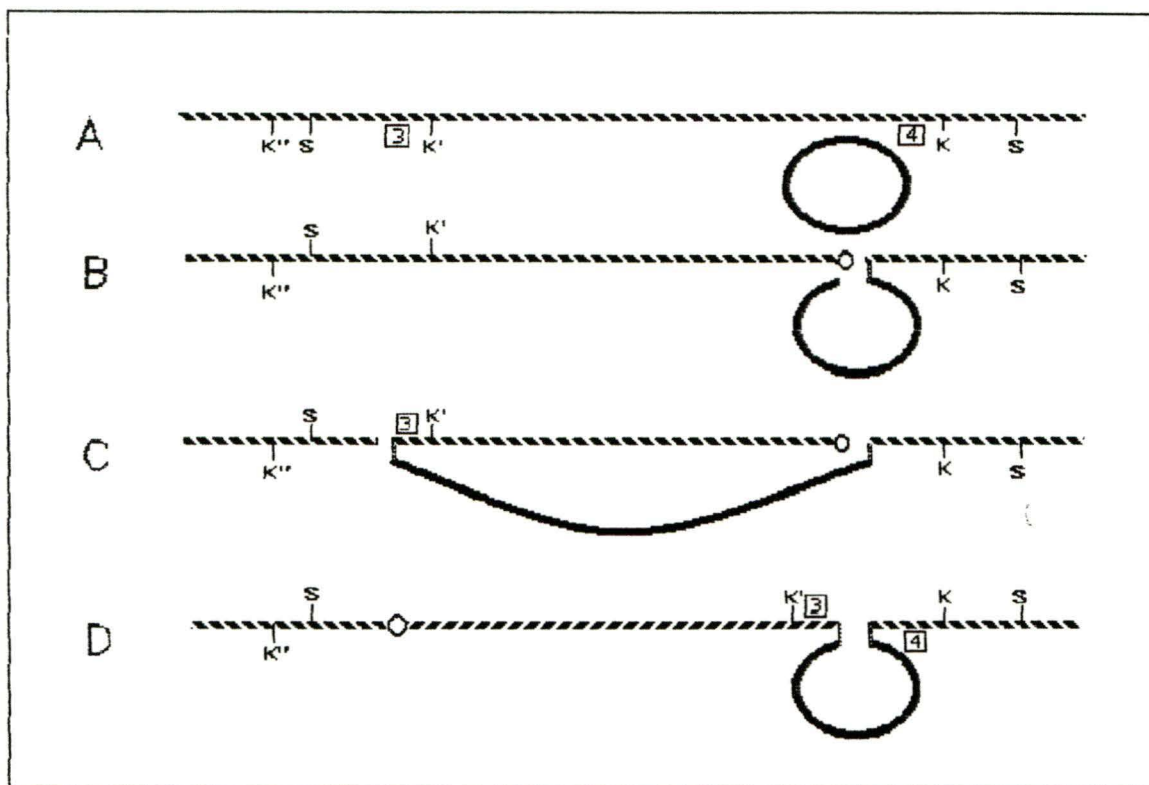 A
3 4
K'' S K' K S
S K'
B
K'' K S
S 3 K'
C
K'' K S
S K' 3 K S
D
K'' 4